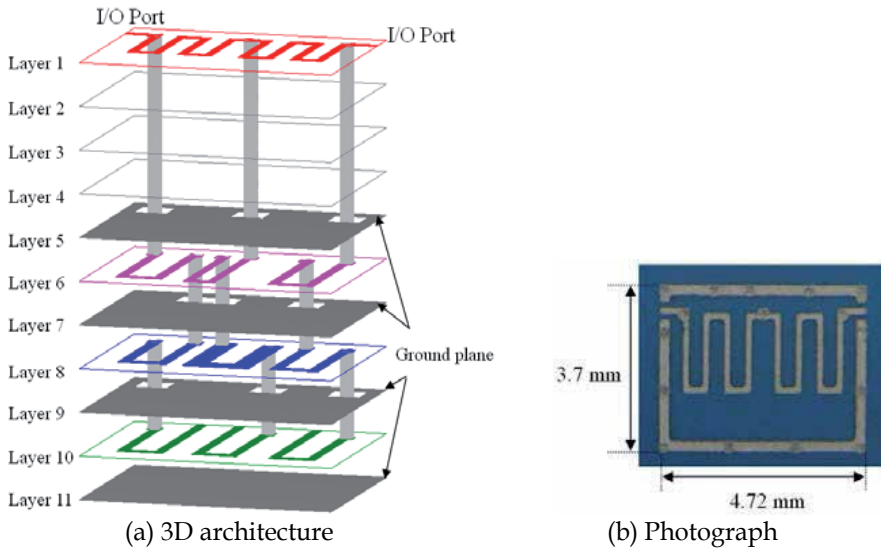 I/O Port
I/O Port
Layer 1
Layer 2
Layer 3
Layer 4
Layer 5
Layer 6
Layer 7
Layer 8
Ground plane
Layer 9
Layer 10
Layer 11
3.7 mm
4.72 mm
(a) 3D architecture
(b) Photograph